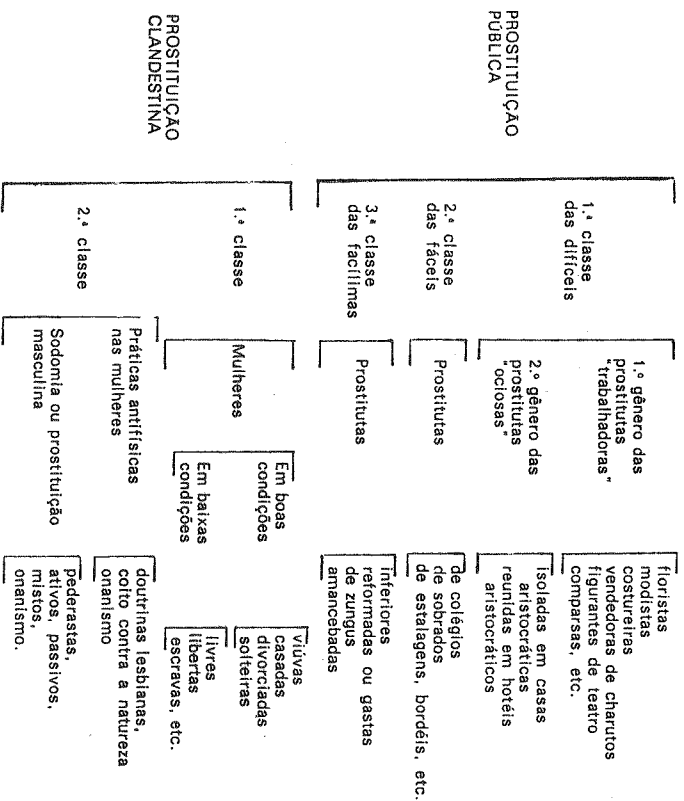 PROSTITUIÇÃO
PÚBLICA
1.ª classe
das difíceis
1.º gênero das
prostitutas
"trabalhadoras"
floristas
modistas
costureiras
vendedoras de charutos
figurantes de teatro
comparsas, etc.
2.º gênero das
prostitutas
"ociosas"
isoladas em casas
aristocráticas
reunidas em hotéis
aristocráticos
2.ª classe
das fáceis
Prostitutas
de colégios
de sobrados
de estalagens, bordéis, etc.
3.ª classe
das facílimas
Prostitutas
inferiores
reformadas ou gastas
de zungus
amancebadas
PROSTITUIÇÃO
CLANDESTINA
1.ª classe
Mulheres
Em boas
condições
viúvas
casadas
divorciadas
solteiras
Em baixas
condições
livres
libertas
escravas, etc.
2.ª classe
Práticas antifísicas
nas mulheres
doutrinas lesbianas,
coito contra a natureza
onanismo
Sodomia ou prostituição
masculina
pederastas,
ativos, passivos,
mistos,
onanismo.